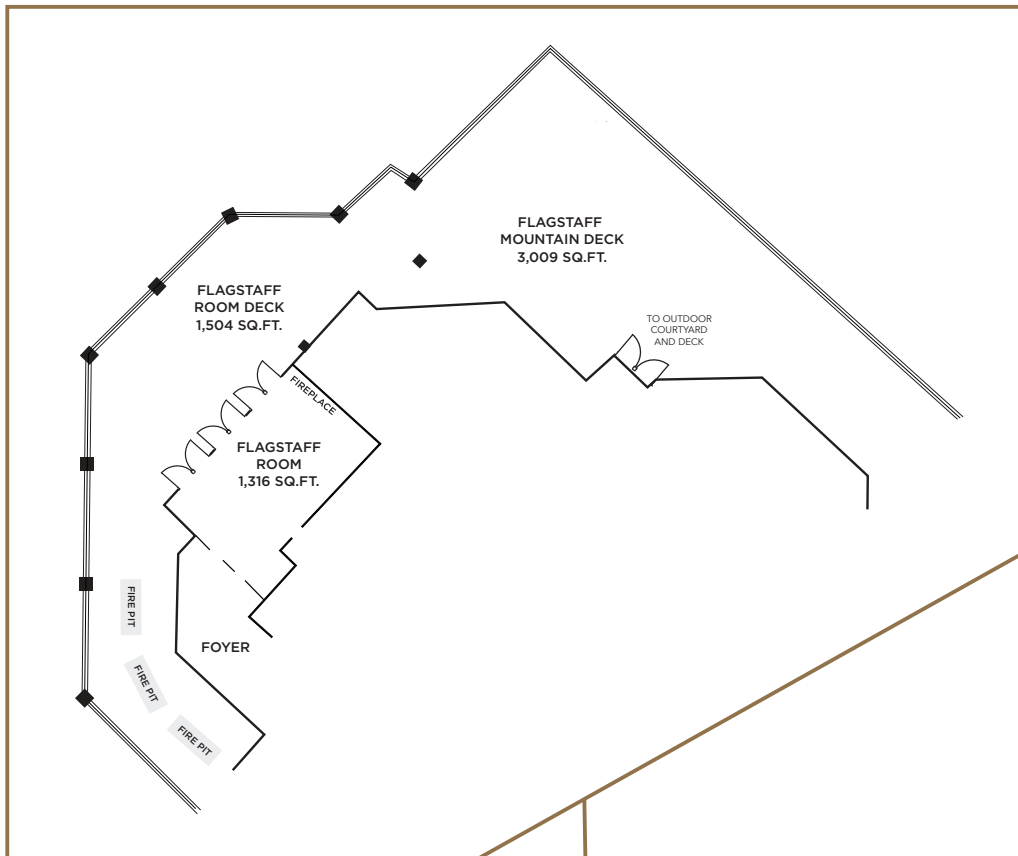 FLAGSTAFF
MOUNTAIN DECK
3,009 SQ.FT.
FLAGSTAFF
ROOM DECK
1,504 SQ.FT.
TO OUTDOOR
COURTYARD
AND DECK
FIREPLACE
FLAGSTAFF
ROOM
1,316 SQ.FT.
FIRE PIT
FOYER
FIRE PIT
FIRE PIT